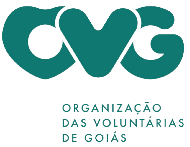 OVG
ORGANIZAÇÃO
DAS VOLUNTÁRIAS
DE GOIÁS